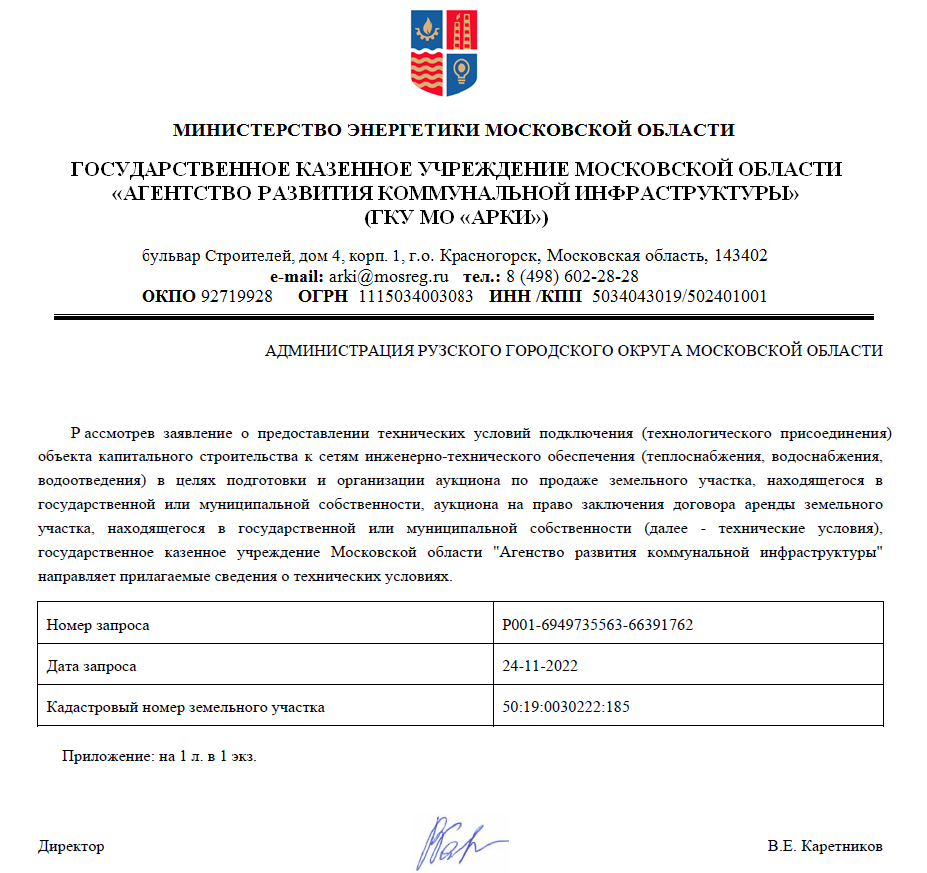 МИНИСТЕРСТВО ЭНЕРГЕТИКИ МОСКОВСКОЙ ОБЛАСТИ
ГОСУДАРСТВЕННОЕ КАЗЕННОЕ УЧРЕЖДЕНИЕ МОСКОВСКОЙ ОБЛАСТИ
«АГЕНТСТВО РАЗВИТИЯ КОММУНАЛЬНОЙ ИНФРАСТРУКТУРЫ»
(ГКУ МО «АРКИ»)
бульвар Строителей, дом 4, корп. 1, г.о. Красногорск, Московская область, 143402
e-mail: arki@mosreg.ru тел.: 8 (498) 602-28-28
ОКПО 92719928 ОГРН 1115034003083 ИНН /КПП 5034043019/502401001
АДМИНИСТРАЦИЯ РУЗСКОГО ГОРОДСКОГО ОКРУГА МОСКОВСКОЙ ОБЛАСТИ
Р ассмотрев заявление о предоставлении технических условий подключения (технологического присоединения)
объекта капитального строительства к сетям инженерно-технического обеспечения (теплоснабжения, водоснабжения,
водоотведения) в целях подготовки и организации аукциона по продаже земельного участка, находящегося в
государственной или муниципальной собственности, аукциона на право заключения договора аренды земельного
участка, находящегося в государственной или муниципальной собственности (далее - технические условия),
государственное казенное учреждение Московской области "Агенство развития коммунальной инфраструктуры"
направляет прилагаемые сведения о технических условиях.
Номер запроса P001-6949735563-66391762
Дата запроса 24-11-2022
Кадастровый номер земельного участка 50:19:0030222:185
Приложение: на 1 л. в 1 экз.
Директор В.Е. Каретников